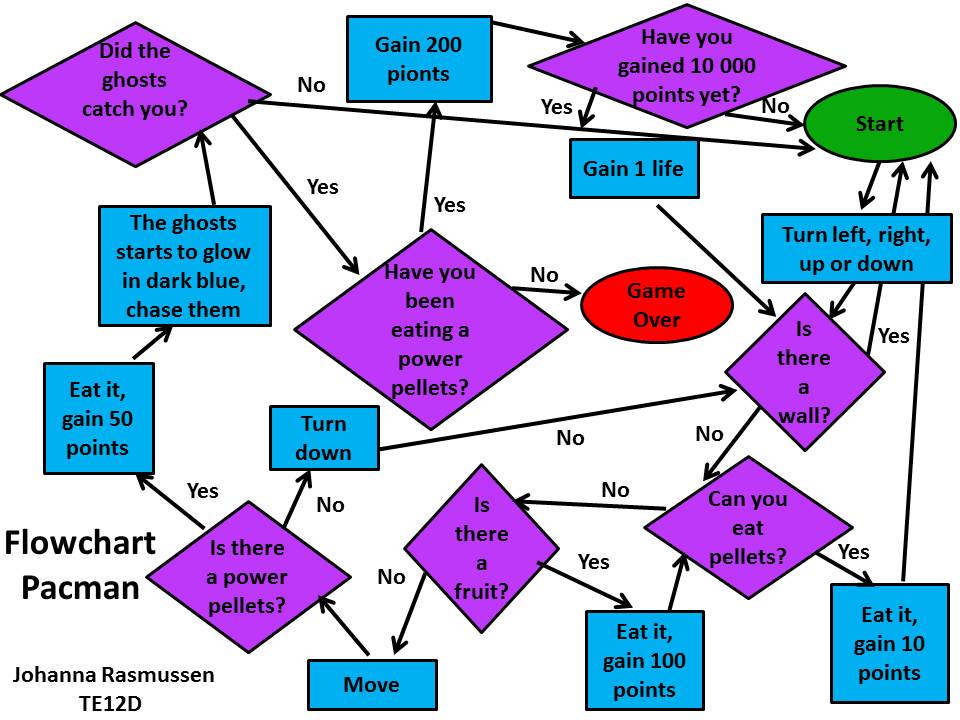 Did the
ghosts
catch you?
No
Gain 200
pionts
Have you
gained 10 000
points yet?
Yes
No
Start
Gain 1 life
Yes
Yes
The ghosts
starts to glow
in dark blue,
chase them
Turn left, right,
up or down
Have you
been
eating a
power
pellets?
No
Game
Over
Is
there
a
wall?
Yes
Eat it,
gain 50
points
Turn
down
No
No
Yes
No
Is
there
a
fruit?
No
Can you
eat
pellets?
Yes
Flowchart
Pacman
Is there
a power
pellets?
No
Yes
Eat it,
gain 100
points
Eat it,
gain 10
points
Move
Johanna Rasmussen
TE12D